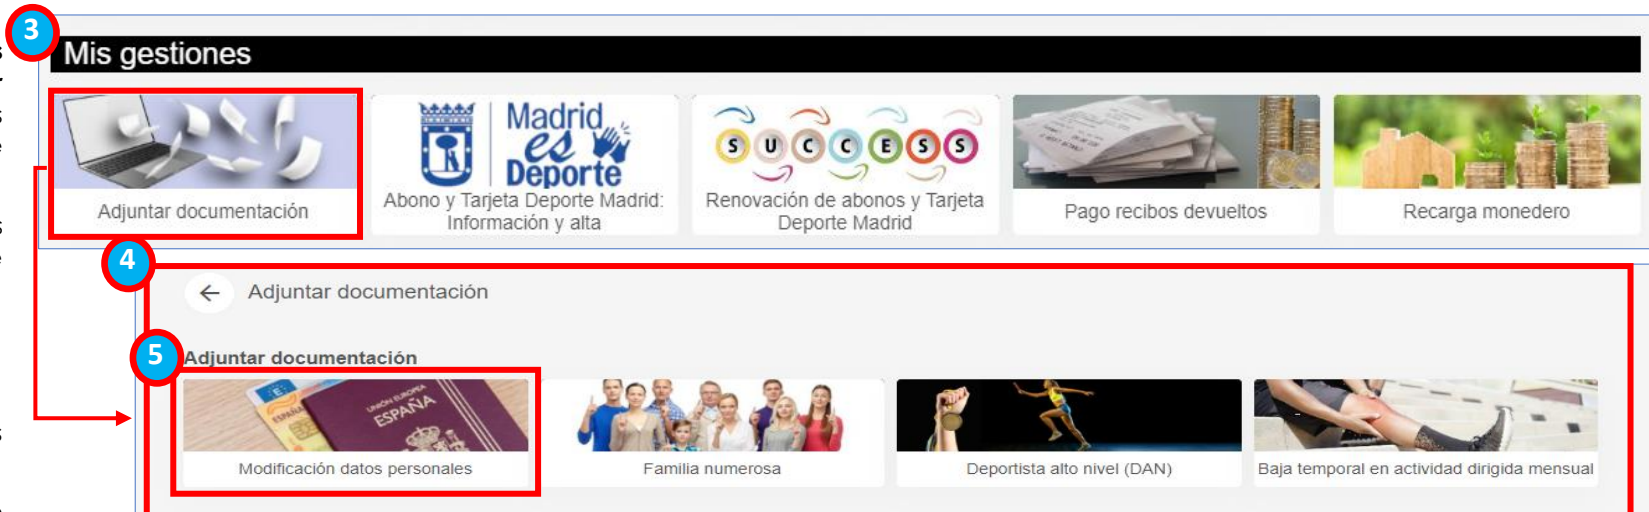 3
Mis gestiones
Madrid
es
Deporte
S U C C E S S
Adjuntar documentación
Abono y Tarjeta Deporte Madrid:
Información y alta
Renovación de abonos y Tarjeta
Deporte Madrid
Pago recibos devueltos
Recarga monedero
4
Adjuntar documentación
5
Adjuntar documentación
UNIÓN EUROPEA
ESPAÑA
Modificación datos personales
Familia numerosa
Deportista alto nivel (DAN)
Baja temporal en actividad dirigida mensual